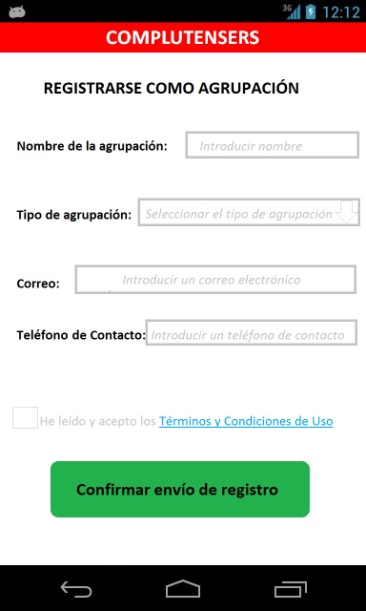 3G 12:12
COMPLUTENSERS
REGISTRARSE COMO AGRUPACIÓN
Nombre de la agrupación: Introducir nombre
Tipo de agrupación: Seleccionar el tipo de agrupación
Correo: Introducir un correo electrónico
Teléfono de Contacto: Introducir un teléfono de contacto
He leído y acepto los Términos y Condiciones de Uso
Confirmar envío de registro